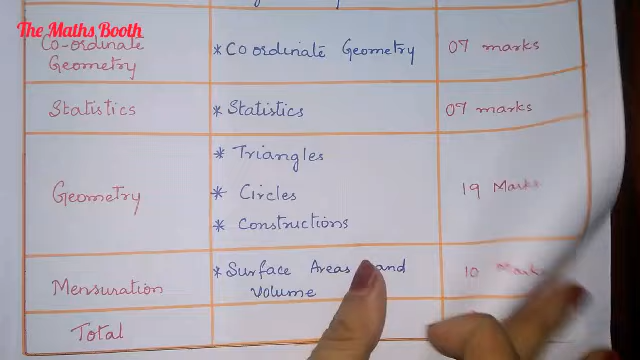 The Maths Booth
Co-ordinate
Geometry
* Coordinate Geometry
07 marks
Statistics
* Statistics
07 marks
Geometry
* Triangles
* Circles
* Constructions
19 Marks
Mensuration
* Surface Areas and
Volume
10
Total